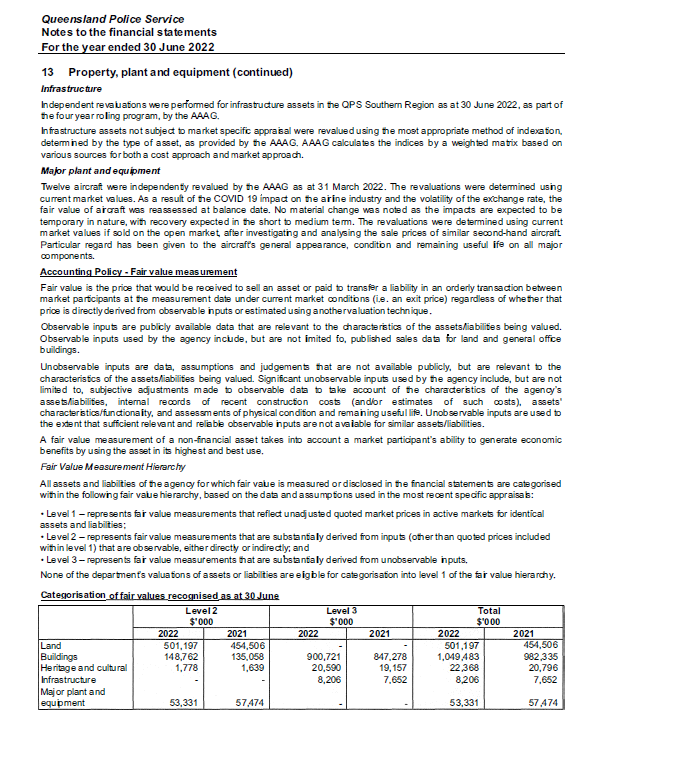 Queensland Police Service
Notes to the financial statements
For the year ended 30 June 2022
13 Property, plant and equipment (continued)
Infrastructure
Independent revaluations were performed for infrastructure assets in the QPS Southern Region as at 30 June 2022, as part of
the four year rolling program, by the AAAG.
Infrastructure assets not subject to market specific appraisal were revalued using the most appropriate method of indexation,
determined by the type of asset, as provided by the AAAG. AAAG calculates the indices by a weighted matrix based on
various sources for both a cost approach and market approach.
Major plant and equipment
Twelve aircraft were independently revalued by the AAAG as at 31 March 2022. The revaluations were determined using
current market values. As a result of the COVID 19 impact on the airline industry and the volatility of the exchange rate, the
fair value of aircraft was reassessed at balance date. No material change was noted as the impacts are expected to be
temporary in nature, with recovery expected in the short to medium term. The revaluations were determined using current
market values if sold on the open market, after investigating and analysing the sale prices of similar second-hand aircraft.
Particular regard has been given to the aircraft's general appearance, condition and remaining useful life on all major
components.
Accounting Policy - Fair value measurement
Fair value is the price that would be received to sell an asset or paid to transfer a liability in an orderly transaction between
market participants at the measurement date under current market conditions (i.e. an exit price) regardless of whether that
price is directly derived from observable inputs or estimated using another valuation technique.
Observable inputs are publicly available data that are relevant to the characteristics of the assets/liabilities being valued.
Observable inputs used by the agency include, but are not limited to, published sales data for land and general office
buildings.
Unobservable inputs are data, assumptions and judgements that are not available publicly, but are relevant to the
characteristics of the assets/liabilities being valued. Significant unobservable inputs used by the agency include, but are not
limited to, subjective adjustments made to observable data to take account of the characteristics of the agency's
assets/liabilities, internal records of recent construction costs (and/or estimates of such costs), assets'
characteristics/functionality, and assessments of physical condition and remaining useful life. Unobservable inputs are used to
the extent that sufficient relevant and reliable observable inputs are not available for similar assets/liabilities.
A fair value measurement of a non-financial asset takes into account a market participant's ability to generate economic
benefits by using the asset in its highest and best use.
Fair Value Measurement Hierarchy
All assets and liabilities of the agency for which fair value is measured or disclosed in the financial statements are categorised
within the following fair value hierarchy, based on the data and assumptions used in the most recent specific appraisals:
• Level 1 – represents fair value measurements that reflect unadjusted quoted market prices in active markets for identical
assets and liabilities;
• Level 2 – represents fair value measurements that are substantially derived from inputs (other than quoted prices included
within level 1) that are observable, either directly or indirectly; and
• Level 3 – represents fair value measurements that are substantially derived from unobservable inputs.
None of the department's valuations of assets or liabilities are eligible for categorisation into level 1 of the fair value hierarchy.
Categorisation of fair values recognised as at 30 June
Level 2 Level 3 Total
$'000 $'000 $'000
2022 2021 2022 2021 2022 2021
Land 501,197 454,506 - - 501,197 454,506
Buildings 148,762 135,058 900,721 847,278 1,049,483 982,335
Heritage and cultural 1,778 1,639 20,590 19,157 22,368 20,796
Infrastructure - - 8,206 7,652 8,206 7,652
Major plant and
equipment 53,331 57,474 - - 53,331 57,474